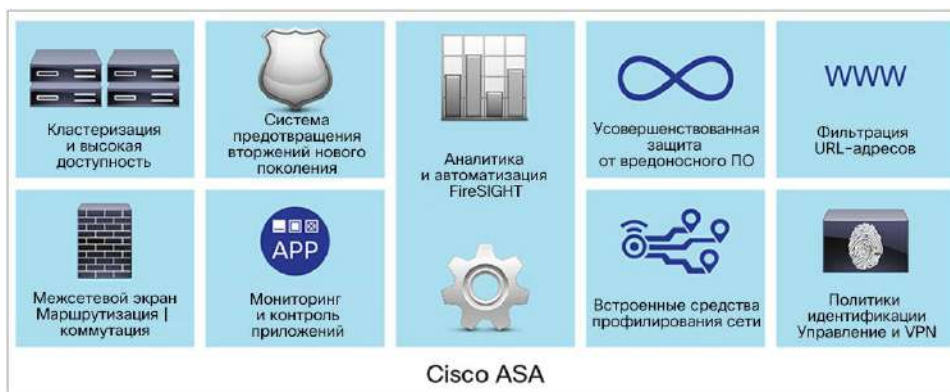 Кластеризация
и высокая
доступность
Система
предотвращения
вторжений нового
поколения
Аналитика
и автоматизация
FireSIGHT
Усовершенствованная
защита
от вредоносного ПО
WWW
Фильтрация
URL-адресов
Межсетевой экран
Маршрутизация |
коммутация
APP
Мониторинг
и контроль
приложений
Встроенные средства
профилирования сети
Политики
идентификации
Управление и VPN
Cisco ASA